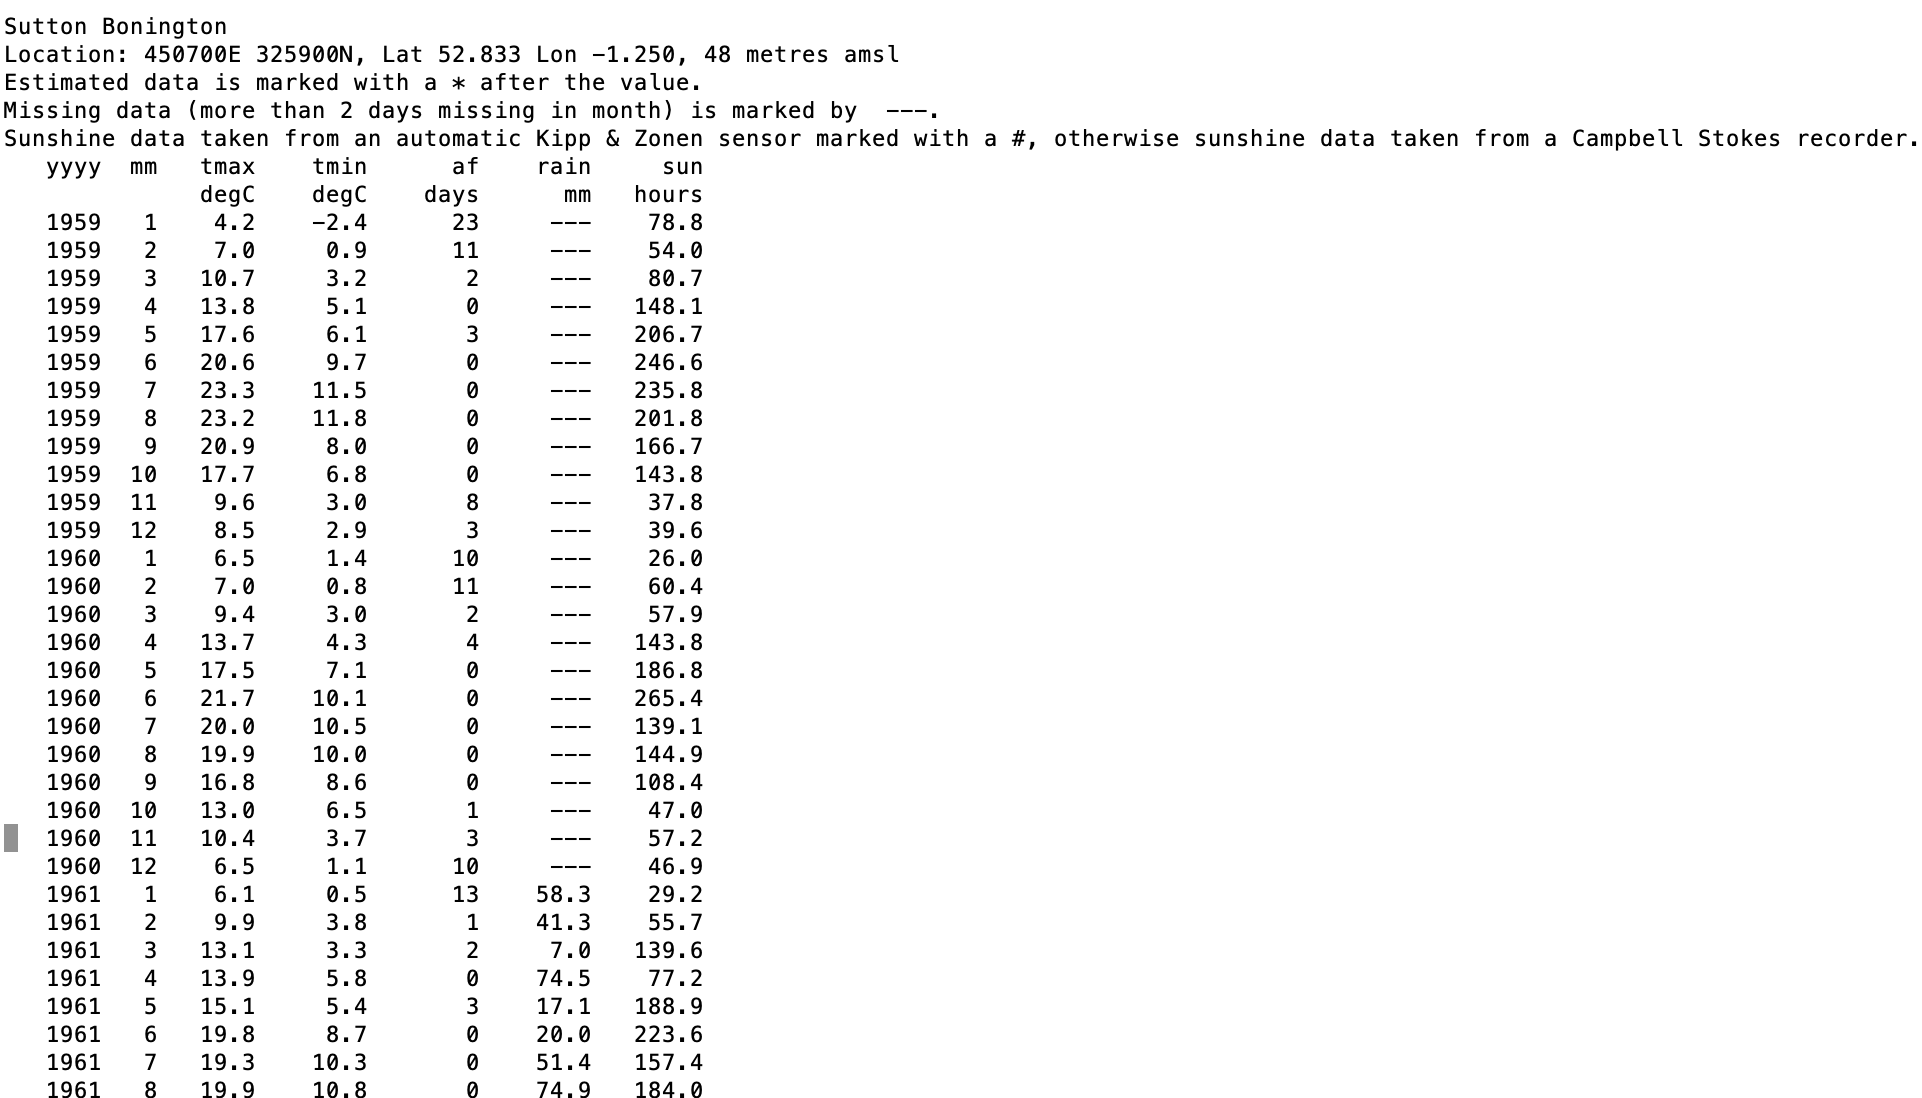 Sutton Bonington
Location: 450700E 325900N, Lat 52.833 Lon -1.250, 48 metres amsl
Estimated data is marked with a * after the value.
Missing data (more than 2 days missing in month) is marked by  ---.
Sunshine data taken from an automatic Kipp & Zonen sensor marked with a #, otherwise sunshine data taken from a Campbell Stokes recorder.
   yyyy  mm   tmax    tmin      af    rain     sun
              degC    degC    days      mm   hours
   1959   1    4.2    -2.4      23     ---    78.8
   1959   2    7.0     0.9      11     ---    54.0
   1959   3   10.7     3.2       2     ---    80.7
   1959   4   13.8     5.1       0     ---   148.1
   1959   5   17.6     6.1       3     ---   206.7
   1959   6   20.6     9.7       0     ---   246.6
   1959   7   23.3    11.5       0     ---   235.8
   1959   8   23.2    11.8       0     ---   201.8
   1959   9   20.9     8.0       0     ---   166.7
   1959  10   17.7     6.8       0     ---   143.8
   1959  11    9.6     3.0       8     ---    37.8
   1959  12    8.5     2.9       3     ---    39.6
   1960   1    6.5     1.4      10     ---    26.0
   1960   2    7.0     0.8      11     ---    60.4
   1960   3    9.4     3.0       2     ---    57.9
   1960   4   13.7     4.3       4     ---   143.8
   1960   5   17.5     7.1       0     ---   186.8
   1960   6   21.7    10.1       0     ---   265.4
   1960   7   20.0    10.5       0     ---   139.1
   1960   8   19.9    10.0       0     ---   144.9
   1960   9   16.8     8.6       0     ---   108.4
   1960  10   13.0     6.5       1     ---    47.0
   1960  11   10.4     3.7       3     ---    57.2
   1960  12    6.5     1.1      10     ---    46.9
   1961   1    6.1     0.5      13    58.3    29.2
   1961   2    9.9     3.8       1    41.3    55.7
   1961   3   13.1     3.3       2     7.0   139.6
   1961   4   13.9     5.8       0    74.5    77.2
   1961   5   15.1     5.4       3    17.1   188.9
   1961   6   19.8     8.7       0    20.0   223.6
   1961   7   19.3    10.3       0    51.4   157.4
   1961   8   19.9    10.8       0    74.9   184.0